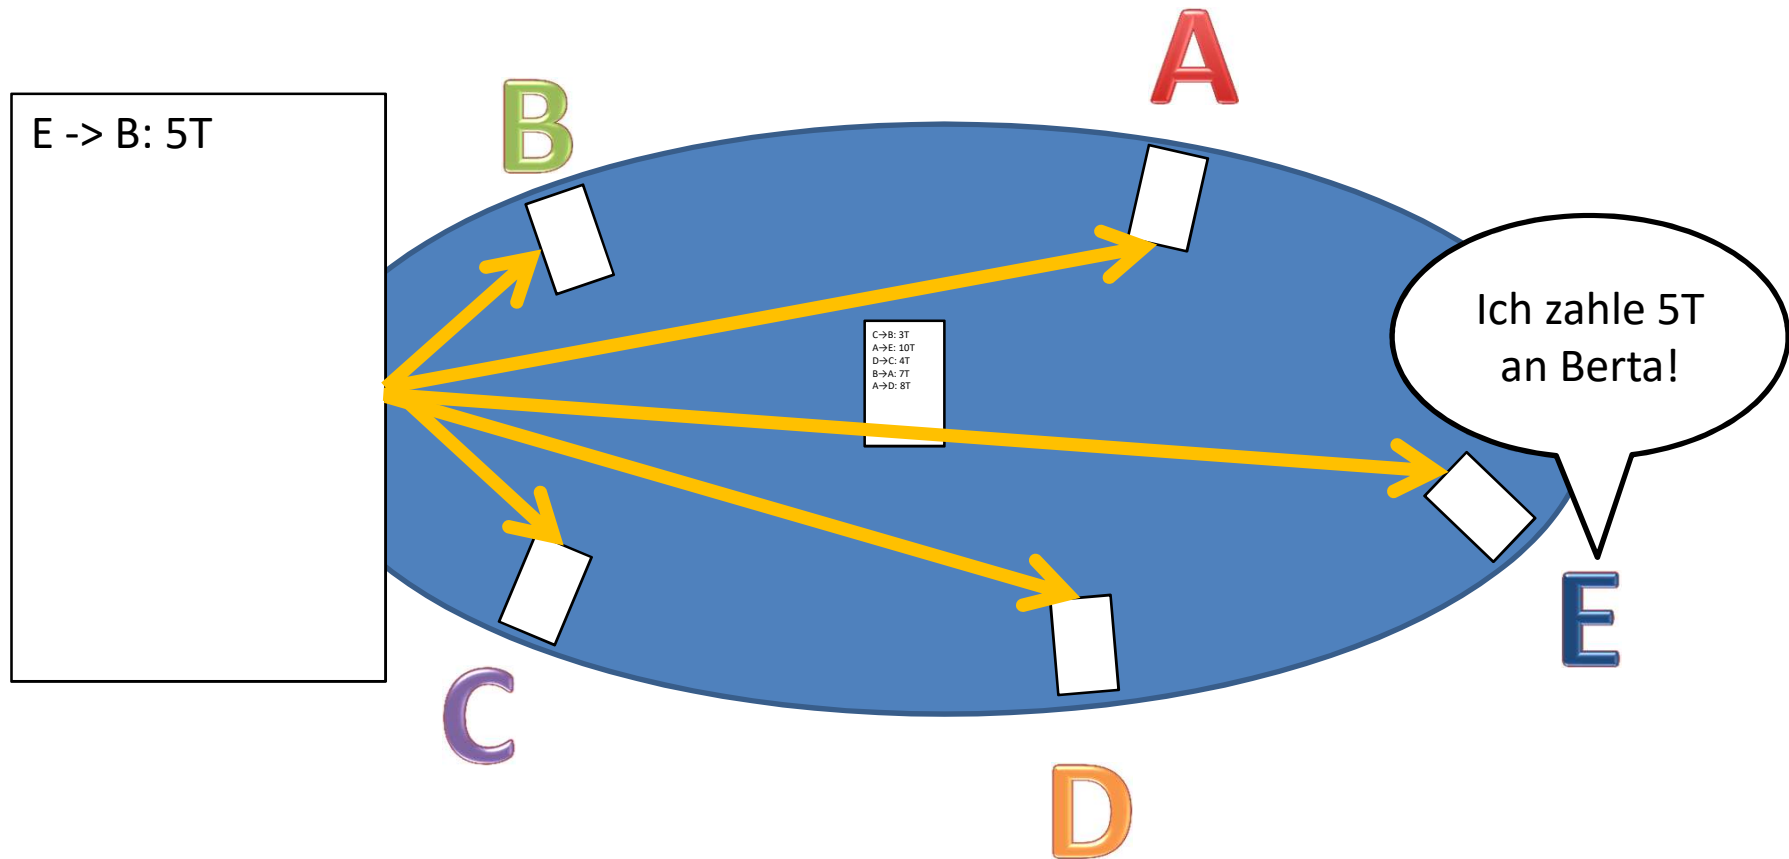 A
B
E -> B: 5T
Ich zahle 5T
an Berta!
C→B: 3T
A→E: 10T
D→C: 4T
B→A: 7T
A→D: 8T
E
C
D